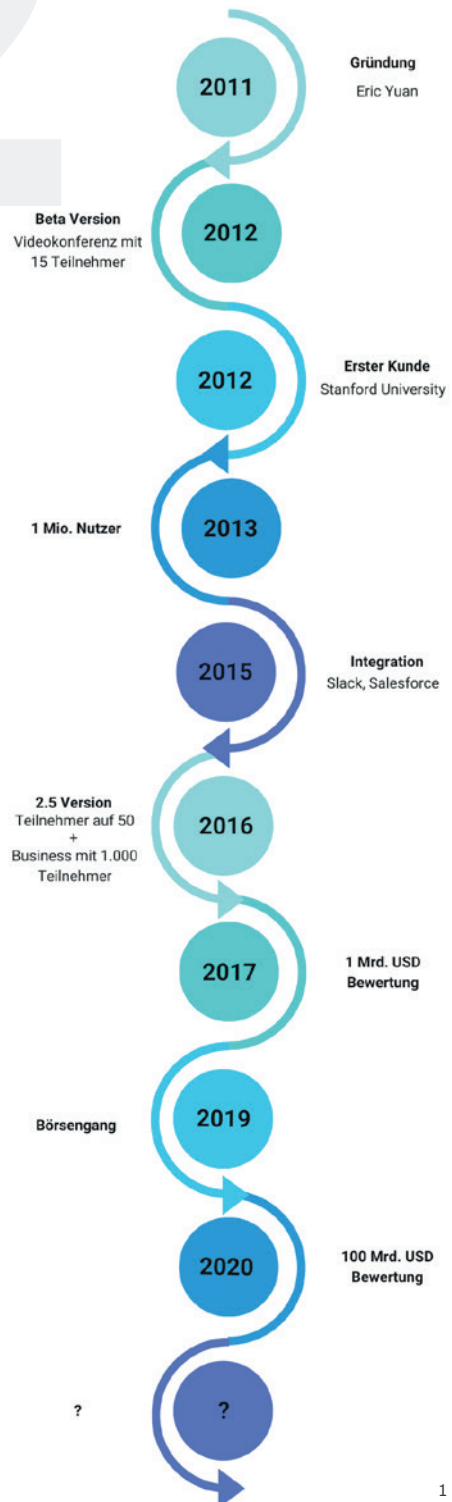 2011
Gründung
Eric Yuan
Beta Version
Videokonferenz mit
15 Teilnehmer
2012
2012
Erster Kunde
Stanford University
1 Mio. Nutzer
2013
2015
Integration
Slack, Salesforce
2.5 Version
Teilnehmer auf 50
+
Business mit 1.000
Teilnehmer
2016
2017
1 Mrd. USD
Bewertung
Börsengang
2019
2020
100 Mrd. USD
Bewertung
?
?
1